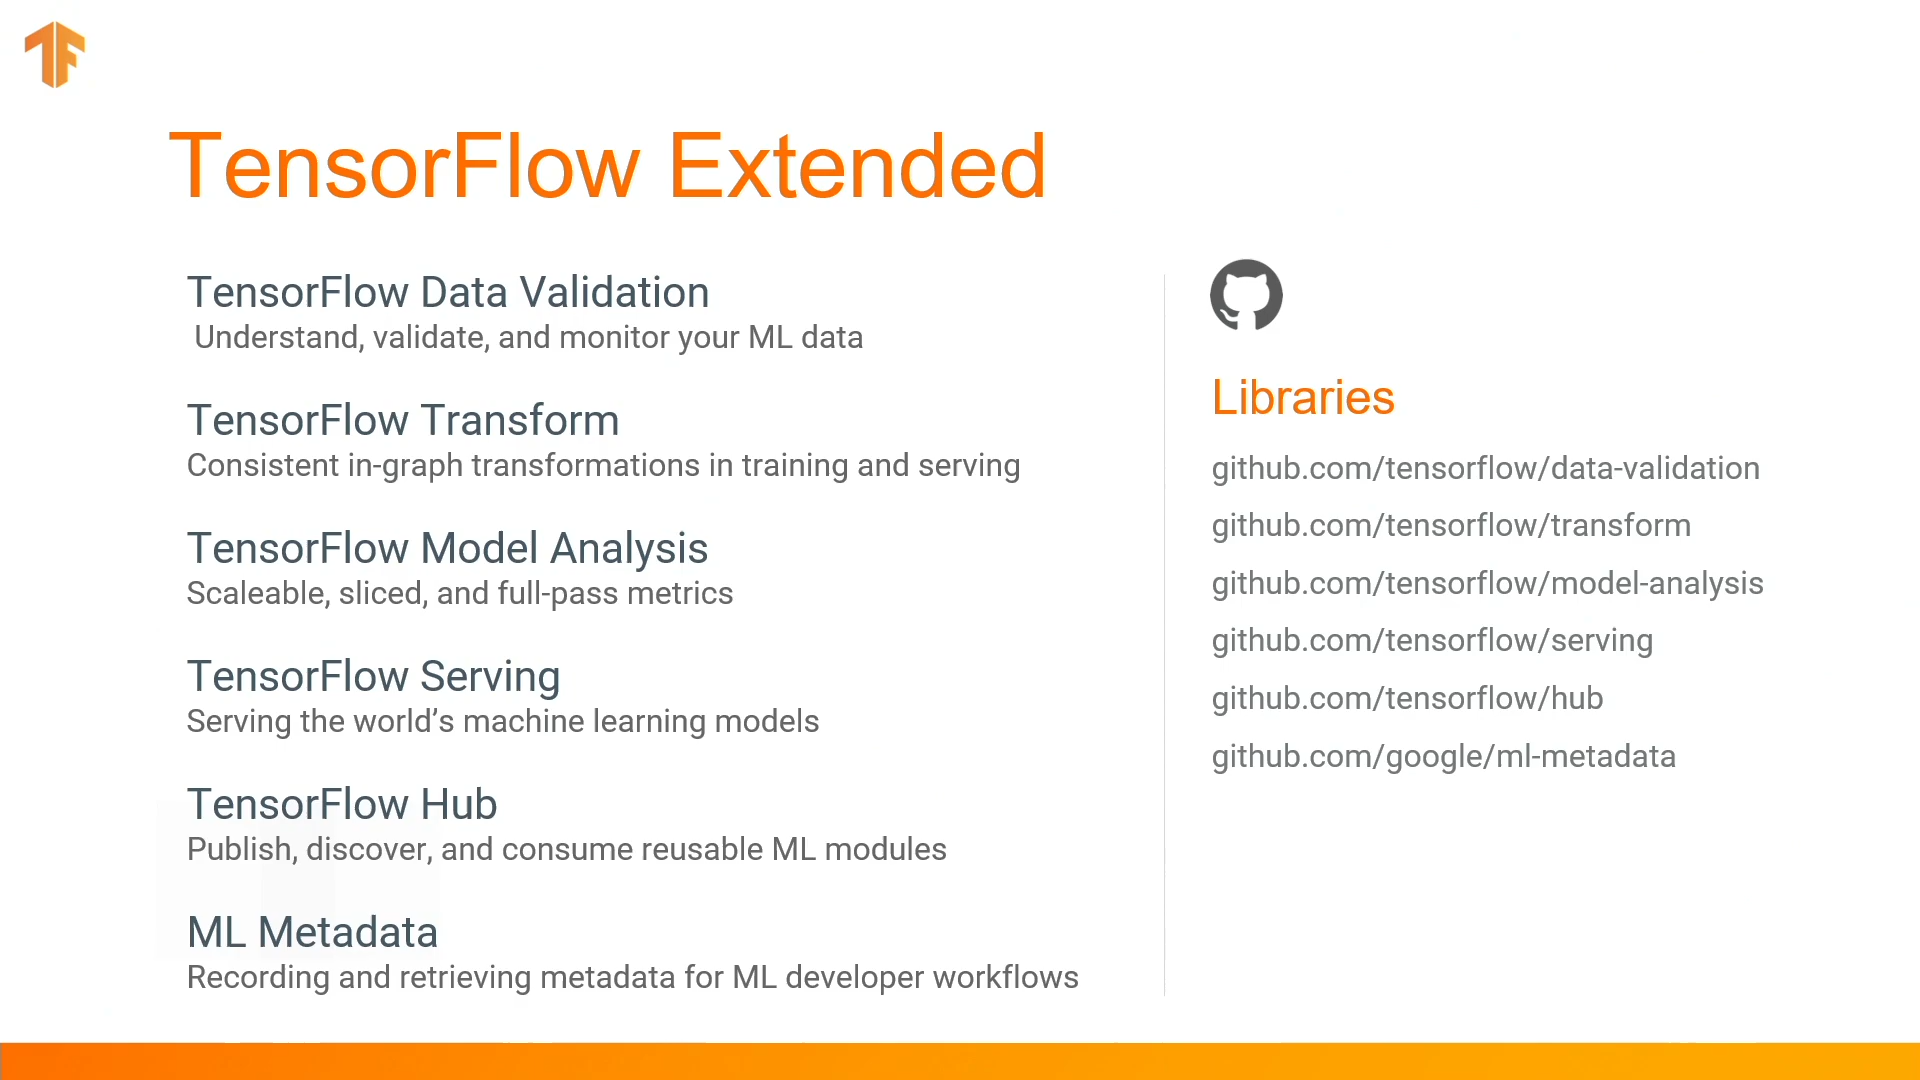 TensorFlow Extended
TensorFlow Data Validation
Understand, validate, and monitor your ML data
TensorFlow Transform
Consistent in-graph transformations in training and serving
TensorFlow Model Analysis
Scaleable, sliced, and full-pass metrics
TensorFlow Serving
Serving the world’s machine learning models
TensorFlow Hub
Publish, discover, and consume reusable ML modules
ML Metadata
Recording and retrieving metadata for ML developer workflows
Libraries
github.com/tensorflow/data-validation
github.com/tensorflow/transform
github.com/tensorflow/model-analysis
github.com/tensorflow/serving
github.com/tensorflow/hub
github.com/google/ml-metadata